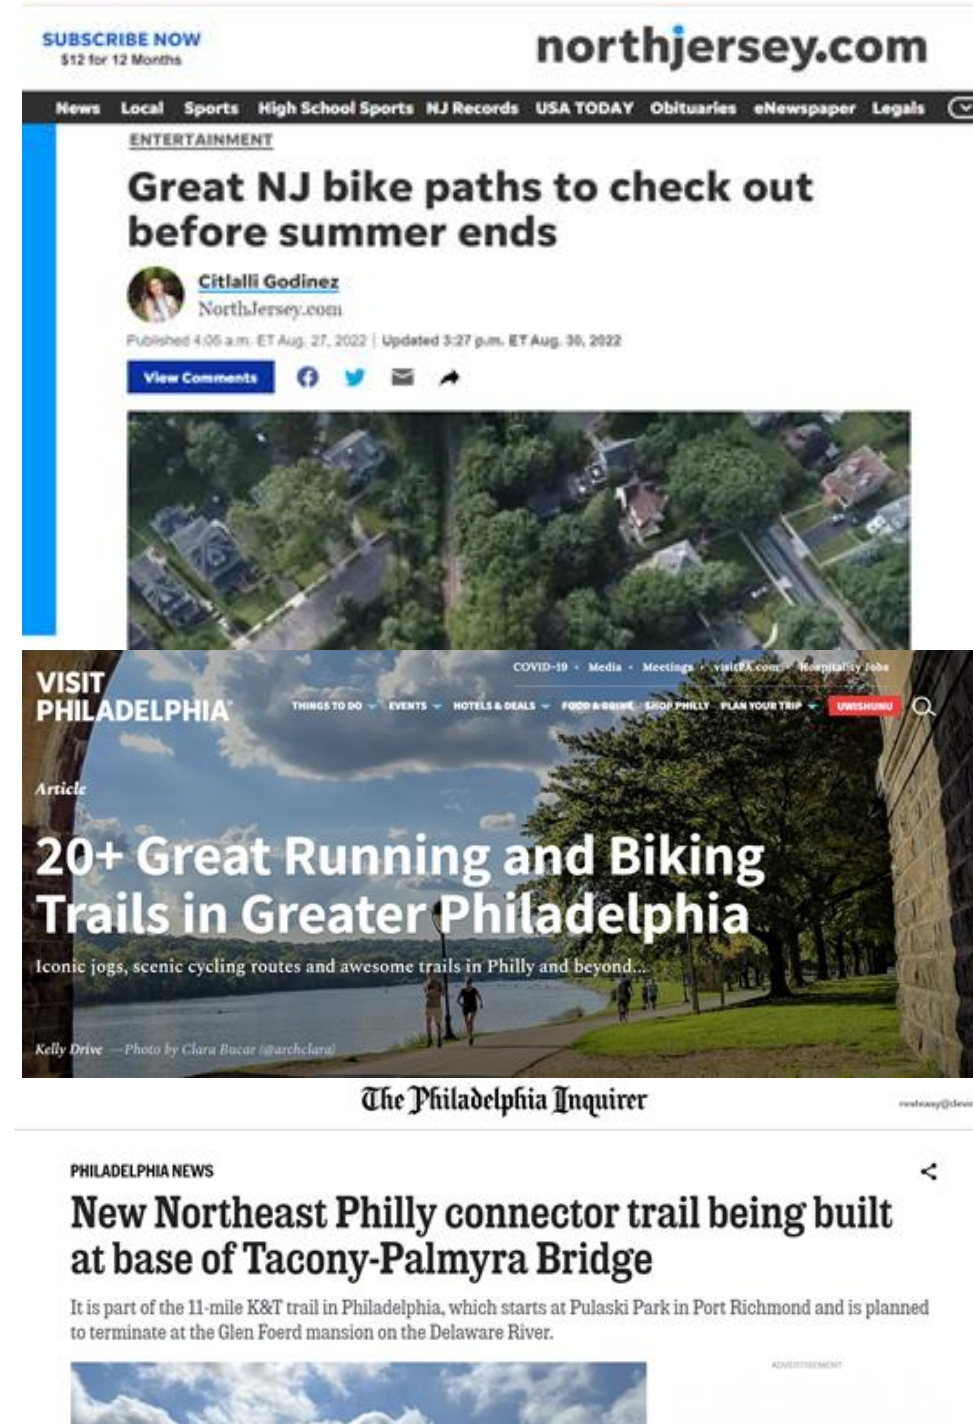 SUBSCRIBE NOW
$12 for 12 Months
northjersey.com
News Local Sports High School Sports NJ Records USA TODAY Obituaries eNewspaper Legals
ENTERTAINMENT
Great NJ bike paths to check out
before summer ends
Citlalli Godinez
NorthJersey.com
Published 4:05 a.m. ET Aug. 27, 2022 | Updated 3:27 p.m. ET Aug. 30, 2022
View Comments
COVID-19 • Media • Meetings • visitPA.com • Hospitality Jobs
VISIT
PHILADELPHIA
THINGS TO DO EVENTS HOTELS & DEALS FOOD & DRINK SHOP PHILLY PLAN YOUR TRIP UWISHUNU
Article
20+ Great Running and Biking
Trails in Greater Philadelphia
Iconic jogs, scenic cycling routes and awesome trails in Philly and beyond...
Kelly Drive — Photo by Clara Bucar (@archclara)
The Philadelphia Inquirer
PHILADELPHIA NEWS
New Northeast Philly connector trail being built
at base of Tacony-Palmyra Bridge
It is part of the 11-mile K&T trail in Philadelphia, which starts at Pulaski Park in Port Richmond and is planned
to terminate at the Glen Foerd mansion on the Delaware River.
ADVERTISEMENT